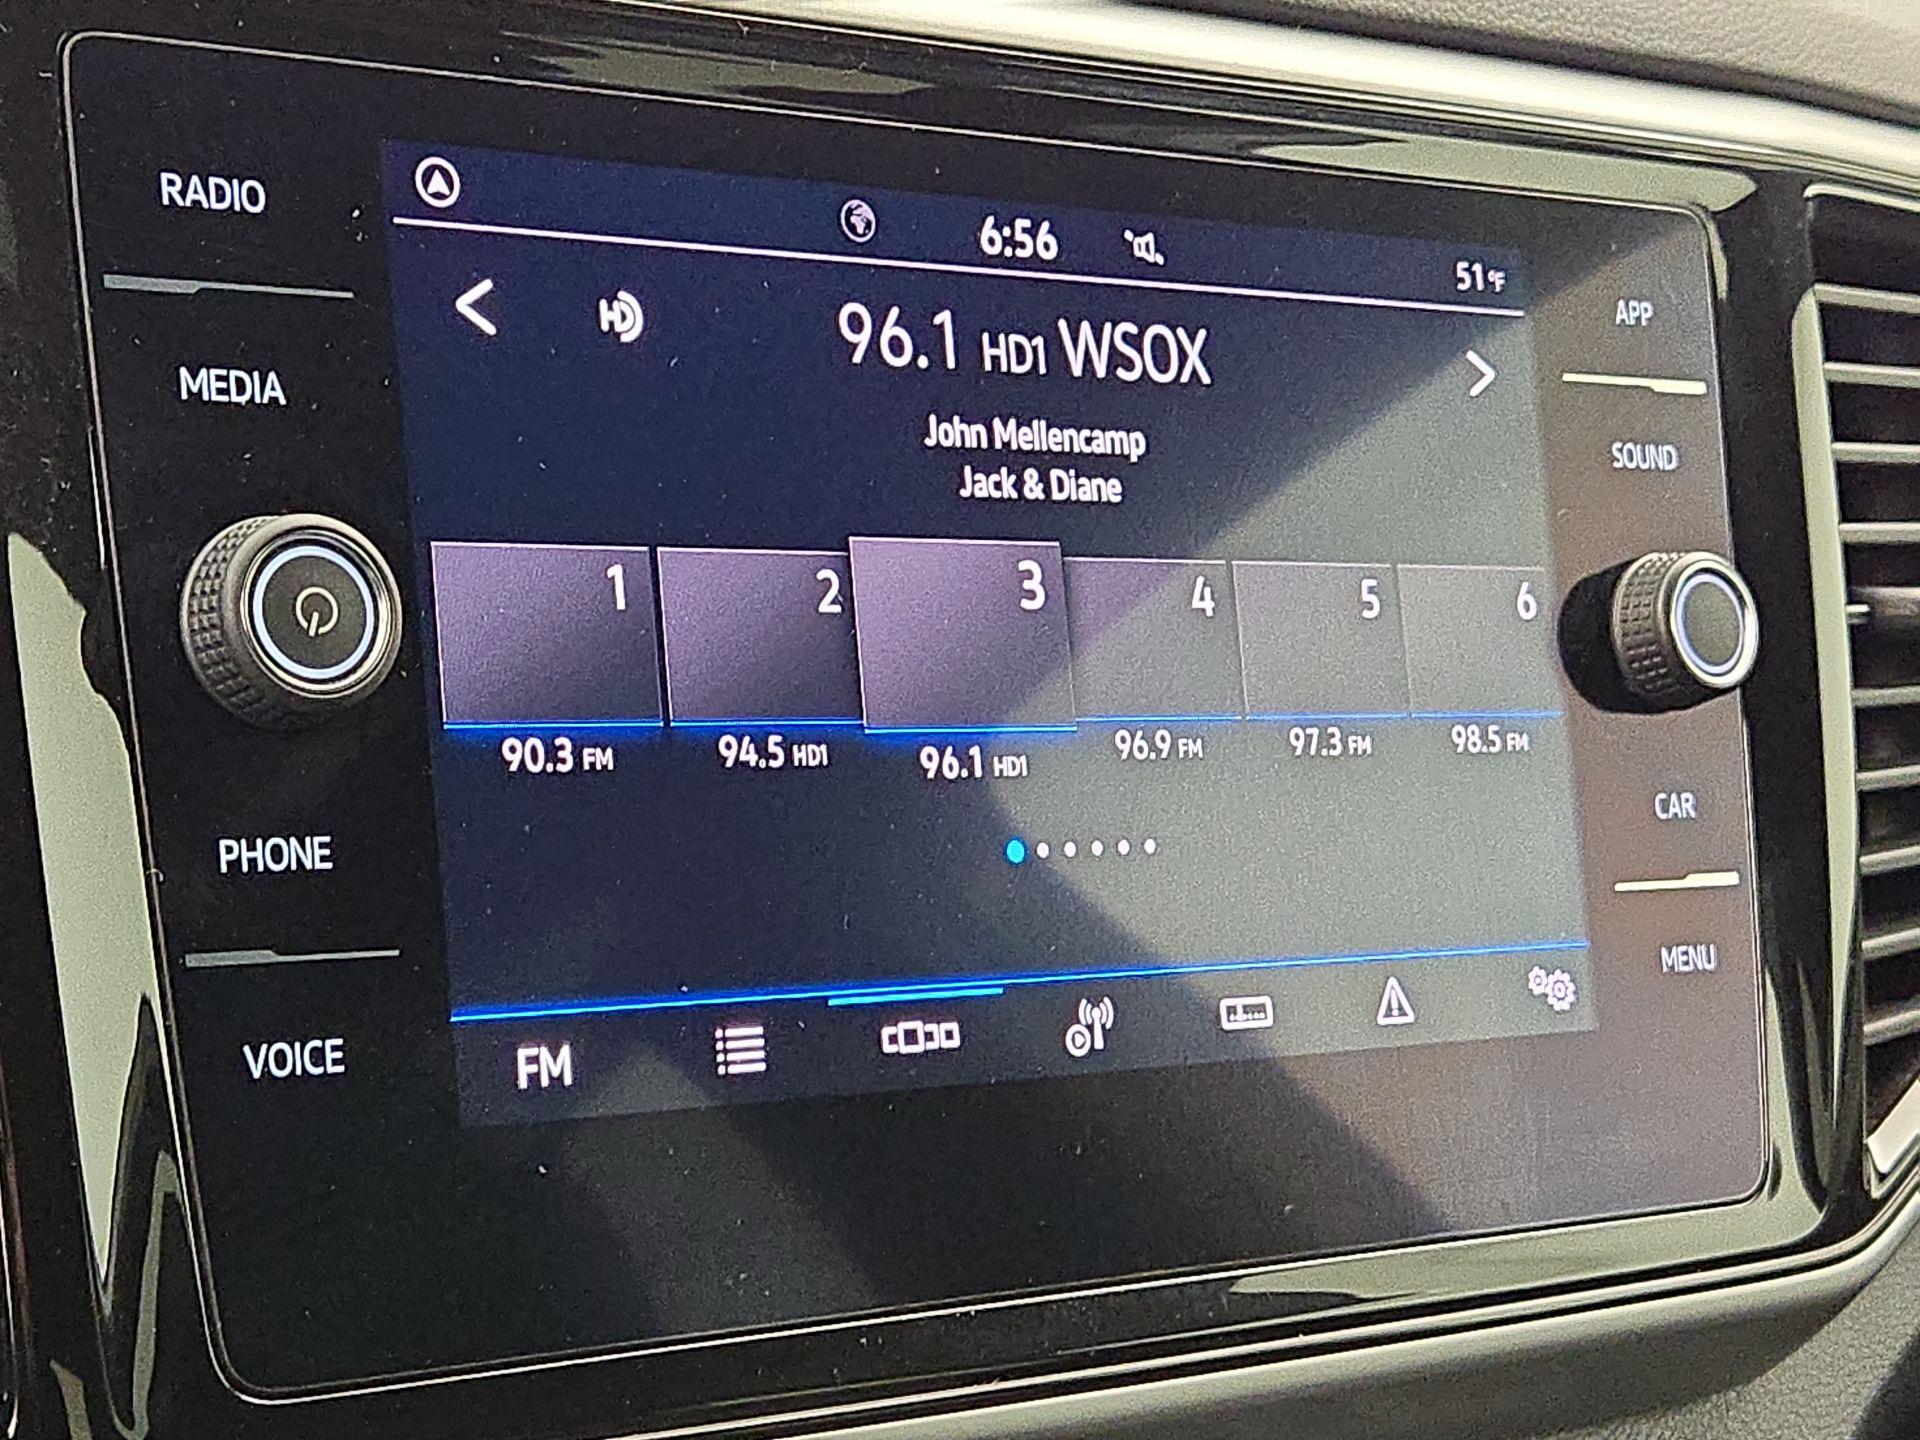 RADIO
MEDIA
PHONE
VOICE
6:56
51°F
HD
96.1 HD1 WSOX
John Mellencamp
Jack & Diane
1 2 3 4 5 6
90.3 FM 94.5 HD1 96.1 HD1 96.9 FM 97.3 FM 98.5 FM
FM
APP
SOUND
CAR
MENU